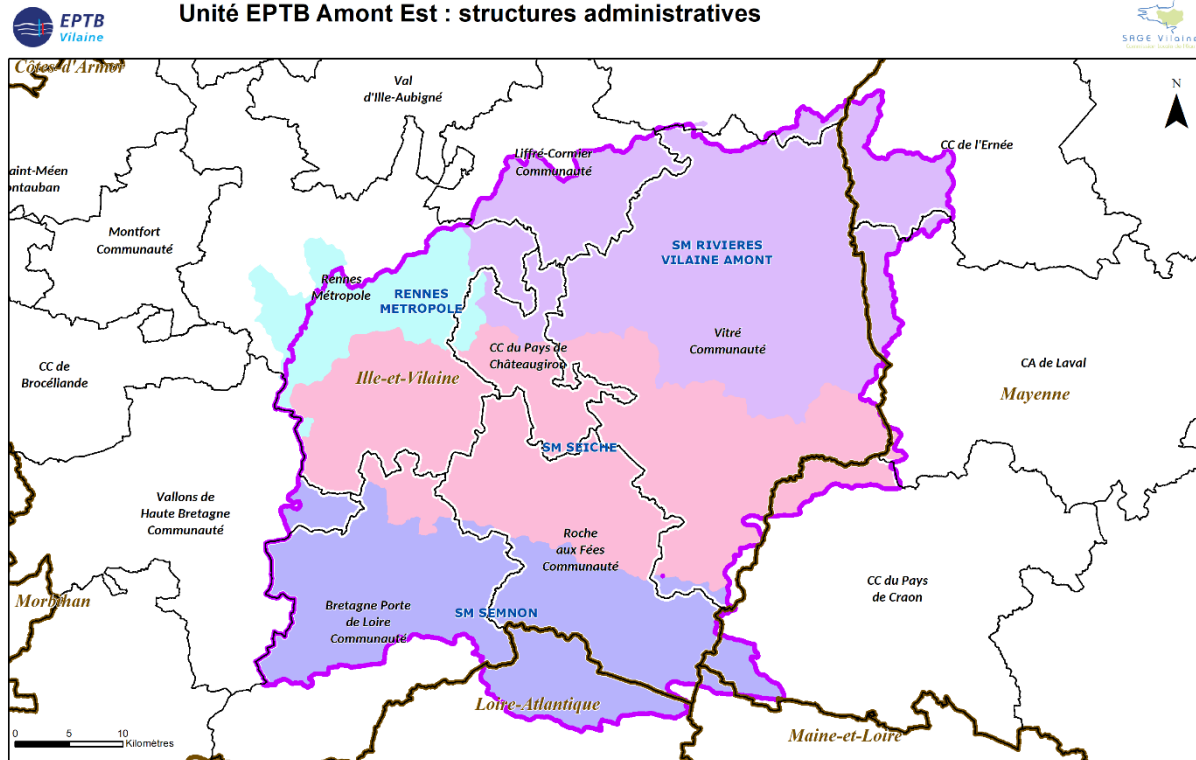 Unité EPTB Amont Est : structures administratives
EPTB
Vilaine
SAGE Vilaine
Côtes-d'Armor
Val
d'Ille-Aubigné
N
CC de l'Ernée
Liffré-Cormier
Communauté
aint-Méen
ontauban
Montfort
Communauté
SM RIVIERES
VILAINE AMONT
Rennes
Métropole
RENNES
METROPOLE
Vitré
Communauté
CC du Pays de
Châteaugiron
CC de
Brocéliande
Ille-et-Vilaine
CA de Laval
Mayenne
SM SEICHE
Vallons de
Haute Bretagne
Communauté
Roche
aux Fées
Communauté
CC du Pays
de Craon
Morbihan
Bretagne Porte
de Loire
Communauté
SM SEMNON
Loire-Atlantique
Maine-et-Loire
0 5 10
Kilomètres